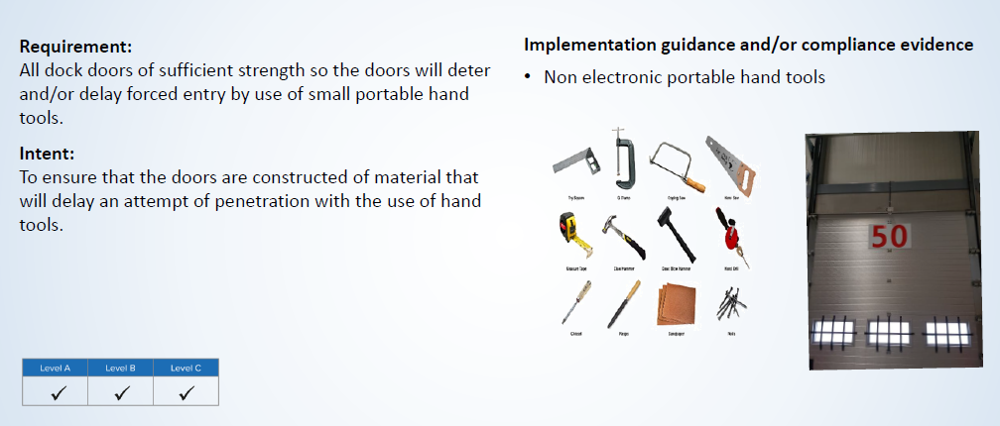 Requirement:
All dock doors of sufficient strength so the doors will deter
and/or delay forced entry by use of small portable hand
tools.
Intent:
To ensure that the doors are constructed of material that
will delay an attempt of penetration with the use of hand
tools.
Level A Level B Level C
Implementation guidance and/or compliance evidence
• Non electronic portable hand tools
Try Square G Clamp Coping Saw Hand Saw
Measure Tape Claw Hammer Dead Blow Hammer Hand Drill
Chisel Sandpaper Nails
50